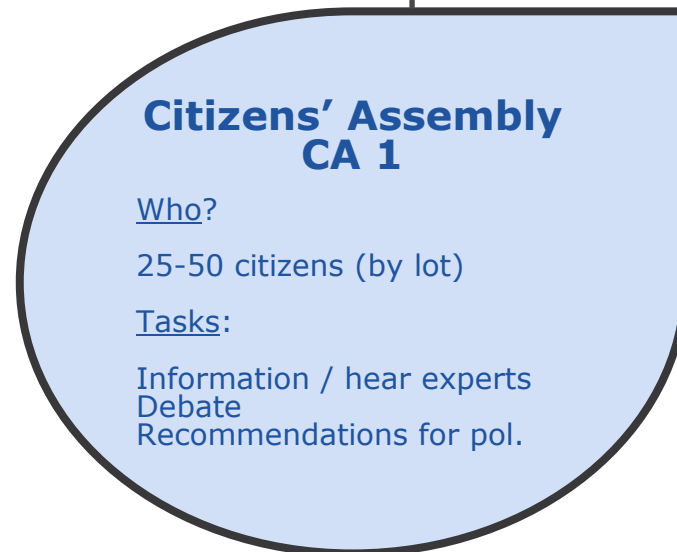 Citizens’ Assembly
CA 1
Who?
25-50 citizens (by lot)
Tasks:
Information / hear experts
Debate
Recommendations for pol.